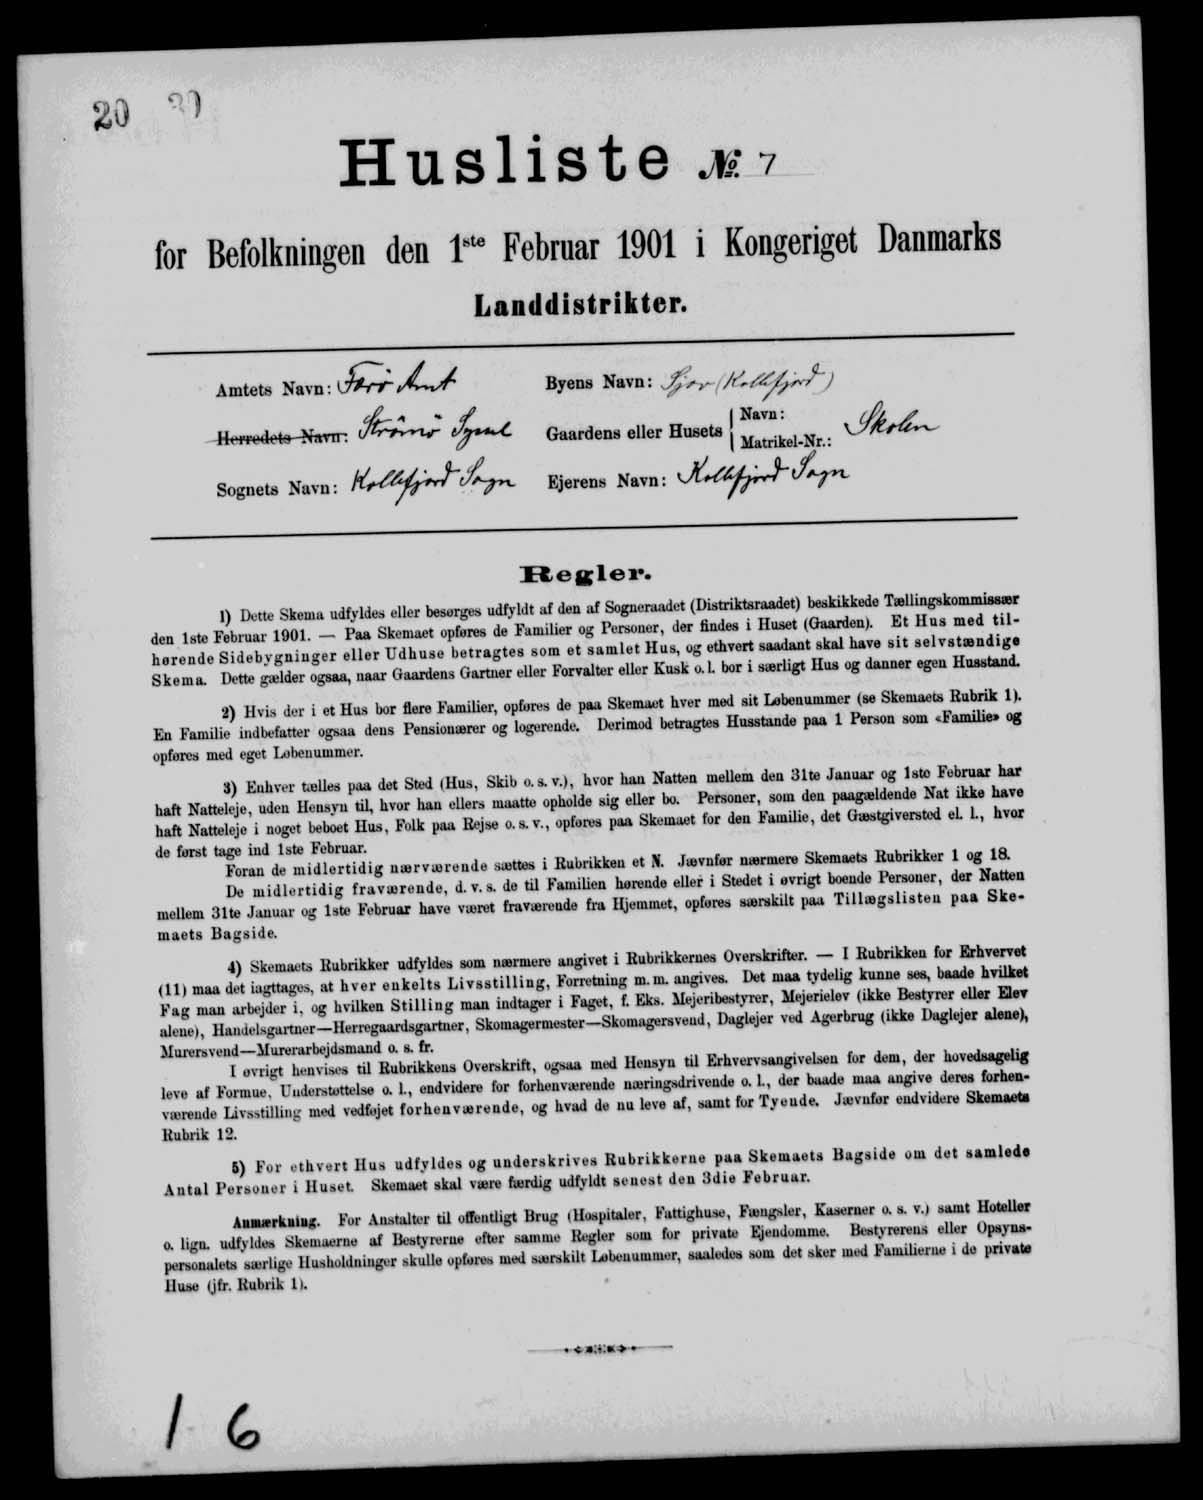 20 20
Husliste №. 7
for Befolkningen den 1ste Februar 1901 i Kongeriget Danmarks
Landdistrikter.
Amtets Navn: Færø Amt
Byens Navn: Sjov (Kollefjord)
Herredets Navn: Strømø Syssel
Gaardens eller Husets { Navn: Matrikel-Nr.: Skolen
Sognets Navn: Kollefjord Sogn
Ejerens Navn: Kollefjord Sogn
Regler.
1) Dette Skema udfyldes eller besørges udfyldt af den af Sogneraadet (Distriktsraadet) beskikkede Tællingskommissær
den 1ste Februar 1901. — Paa Skemaet opføres de Familier og Personer, der findes i Huset (Gaarden). Et Hus med til-
hørende Sidebygninger eller Udhuse betragtes som et samlet Hus, og ethvert saadant skal have sit selvstændige
Skema. Dette gælder ogsaa, naar Gaardens Gartner eller Forvalter eller Kusk o. l. bor i særligt Hus og danner egen Husstand.
2) Hvis der i et Hus bor flere Familier, opføres de paa Skemaet hver med sit Løbenummer (se Skemaets Rubrik 1).
En Familie indbefatter ogsaa dens Pensionærer og logerende. Derimod betragtes Husstande paa 1 Person som «Familie» og
opføres med eget Løbenummer.
3) Enhver tælles paa det Sted (Hus, Skib o. s. v.), hvor han Natten mellem den 31te Januar og 1ste Februar har
haft Natteleje, uden Hensyn til, hvor han ellers maatte opholde sig eller bo. Personer, som den paagældende Nat ikke have
haft Natteleje i noget beboet Hus, Folk paa Rejse o. s. v., opføres paa Skemaet for den Familie, det Gæstgiversted el. l., hvor
de først tage ind 1ste Februar.
Foran de midlertidig nærværende sættes i Rubrikken et N. Jævnfør nærmere Skemaets Rubrikker 1 og 18.
De midlertidig fraværende, d. v. s. de til Familien hørende eller i Stedet i øvrigt boende Personer, der Natten
mellem 31te Januar og 1ste Februar have været fraværende fra Hjemmet, opføres særskilt paa Tillægslisten paa Ske-
maets Bagside.
4) Skemaets Rubrikker udfyldes som nærmere angivet i Rubrikkernes Overskrifter. — I Rubrikken for Erhvervet
(11) maa det iagttages, at hver enkelts Livsstilling, Forretning m. m. angives. Det maa tydelig kunne ses, baade hvilket
Fag man arbejder i, og hvilken Stilling man indtager i Faget, f. Eks. Mejeribestyrer, Mejerielev (ikke Bestyrer eller Elev
alene), Handelsgartner—Herregaardsgartner, Skomagermester—Skomagersvend, Daglejer ved Agerbrug (ikke Daglejer alene),
Murersvend—Murerarbejdsmand o. s. fr.
I øvrigt henvises til Rubrikkens Overskrift, ogsaa med Hensyn til Erhvervsangivelsen for dem, der hovedsagelig
leve af Formue, Understøttelse o. l., endvidere for forhenværende næringsdrivende o. l., der baade maa angive deres forhen-
værende Livsstilling med vedføjet forhenværende, og hvad de nu leve af, samt for Tyende. Jævnfør endvidere Skemaets
Rubrik 12.
5) For ethvert Hus udfyldes og underskrives Rubrikkerne paa Skemaets Bagside om det samlede
Antal Personer i Huset. Skemaet skal være færdig udfyldt senest den 3die Februar.
Anmærkning. For Anstalter til offentligt Brug (Hospitaler, Fattighuse, Fængsler, Kaserner o. s. v.) samt Hoteller
o. lign. udfyldes Skemaerne af Bestyrerne efter samme Regler som for private Ejendomme. Bestyrerens eller Opsyns-
personalets særlige Husholdninger skulle opføres med særskilt Løbenummer, saaledes som det sker med Familierne i de private
Huse (jfr. Rubrik 1).
1 6